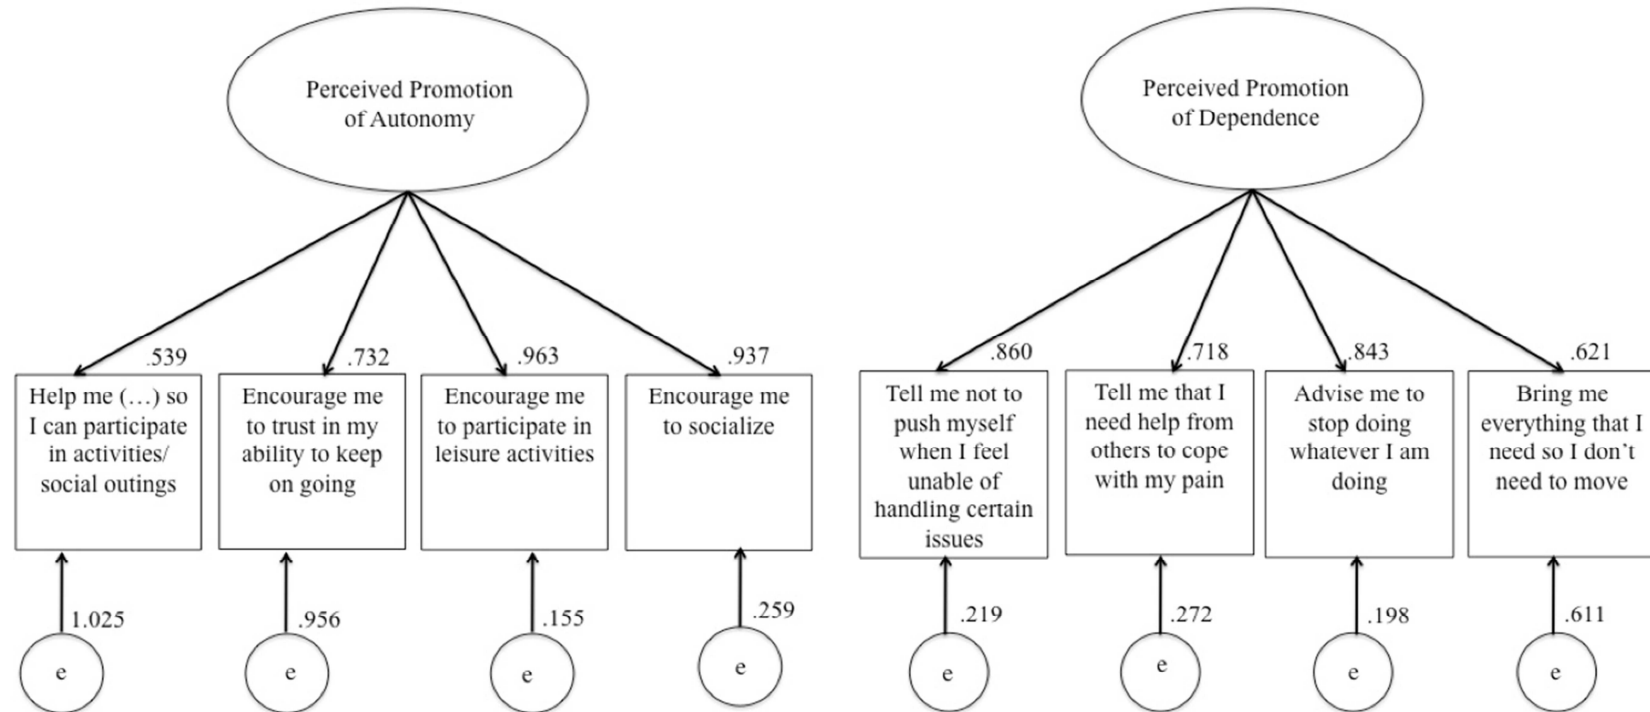 Perceived Promotion
of Autonomy
Perceived Promotion
of Dependence
.539
.732
.963
.937
.860
.718
.843
.621
Help me (…) so
I can participate
in activities/
social outings
Encourage me
to trust in my
ability to keep
on going
Encourage me
to participate in
leisure activities
Encourage me
to socialize
Tell me not to
push myself
when I feel
unable of
handling certain
issues
Tell me that I
need help from
others to cope
with my pain
Advise me to
stop doing
whatever I am
doing
Bring me
everything that I
need so I don't
need to move
1.025
.956
.155
.259
.219
.272
.198
.611
e
e
e
e
e
e
e
e